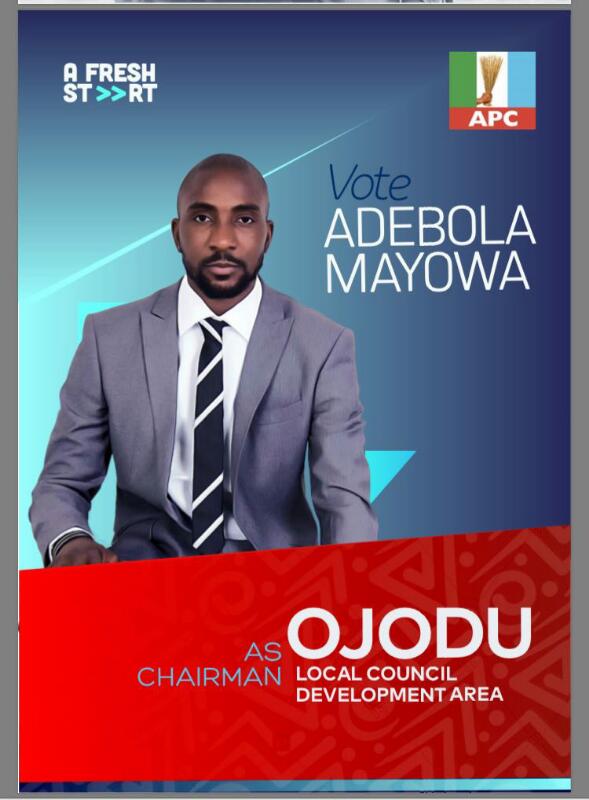 A FRESH
ST>>RT
APC
Vote
ADEBOLA
MAYOWA
AS
CHAIRMAN
OJODU
LOCAL COUNCIL
DEVELOPMENT AREA